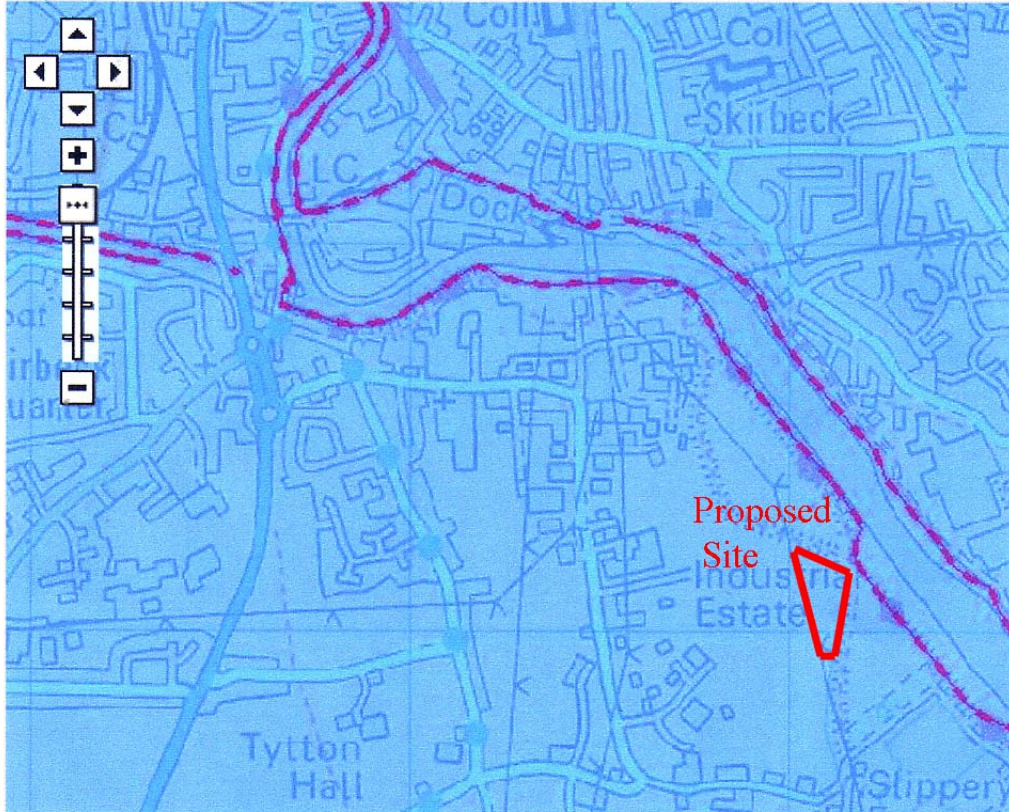 Coll
Coll
Skirbeck
LC
Dock
Proposed
Site
Industrial
Estate
Tytton
Hall
Slippery